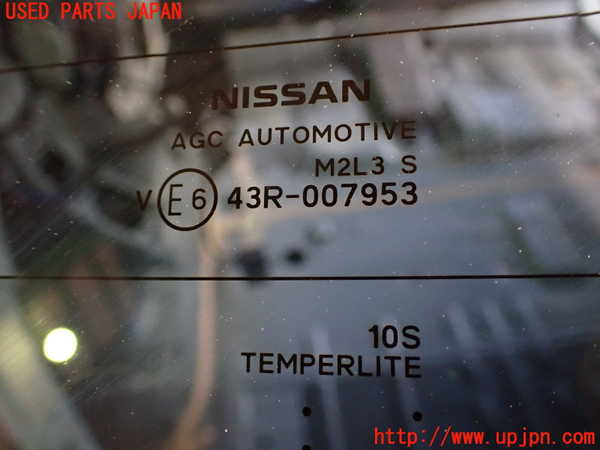 USED PARTS JAPAN
NISSAN
AGC AUTOMOTIVE
M2L3 S
V E6 43R-007953
10S
TEMPERLITE
http://www.upjpn.com